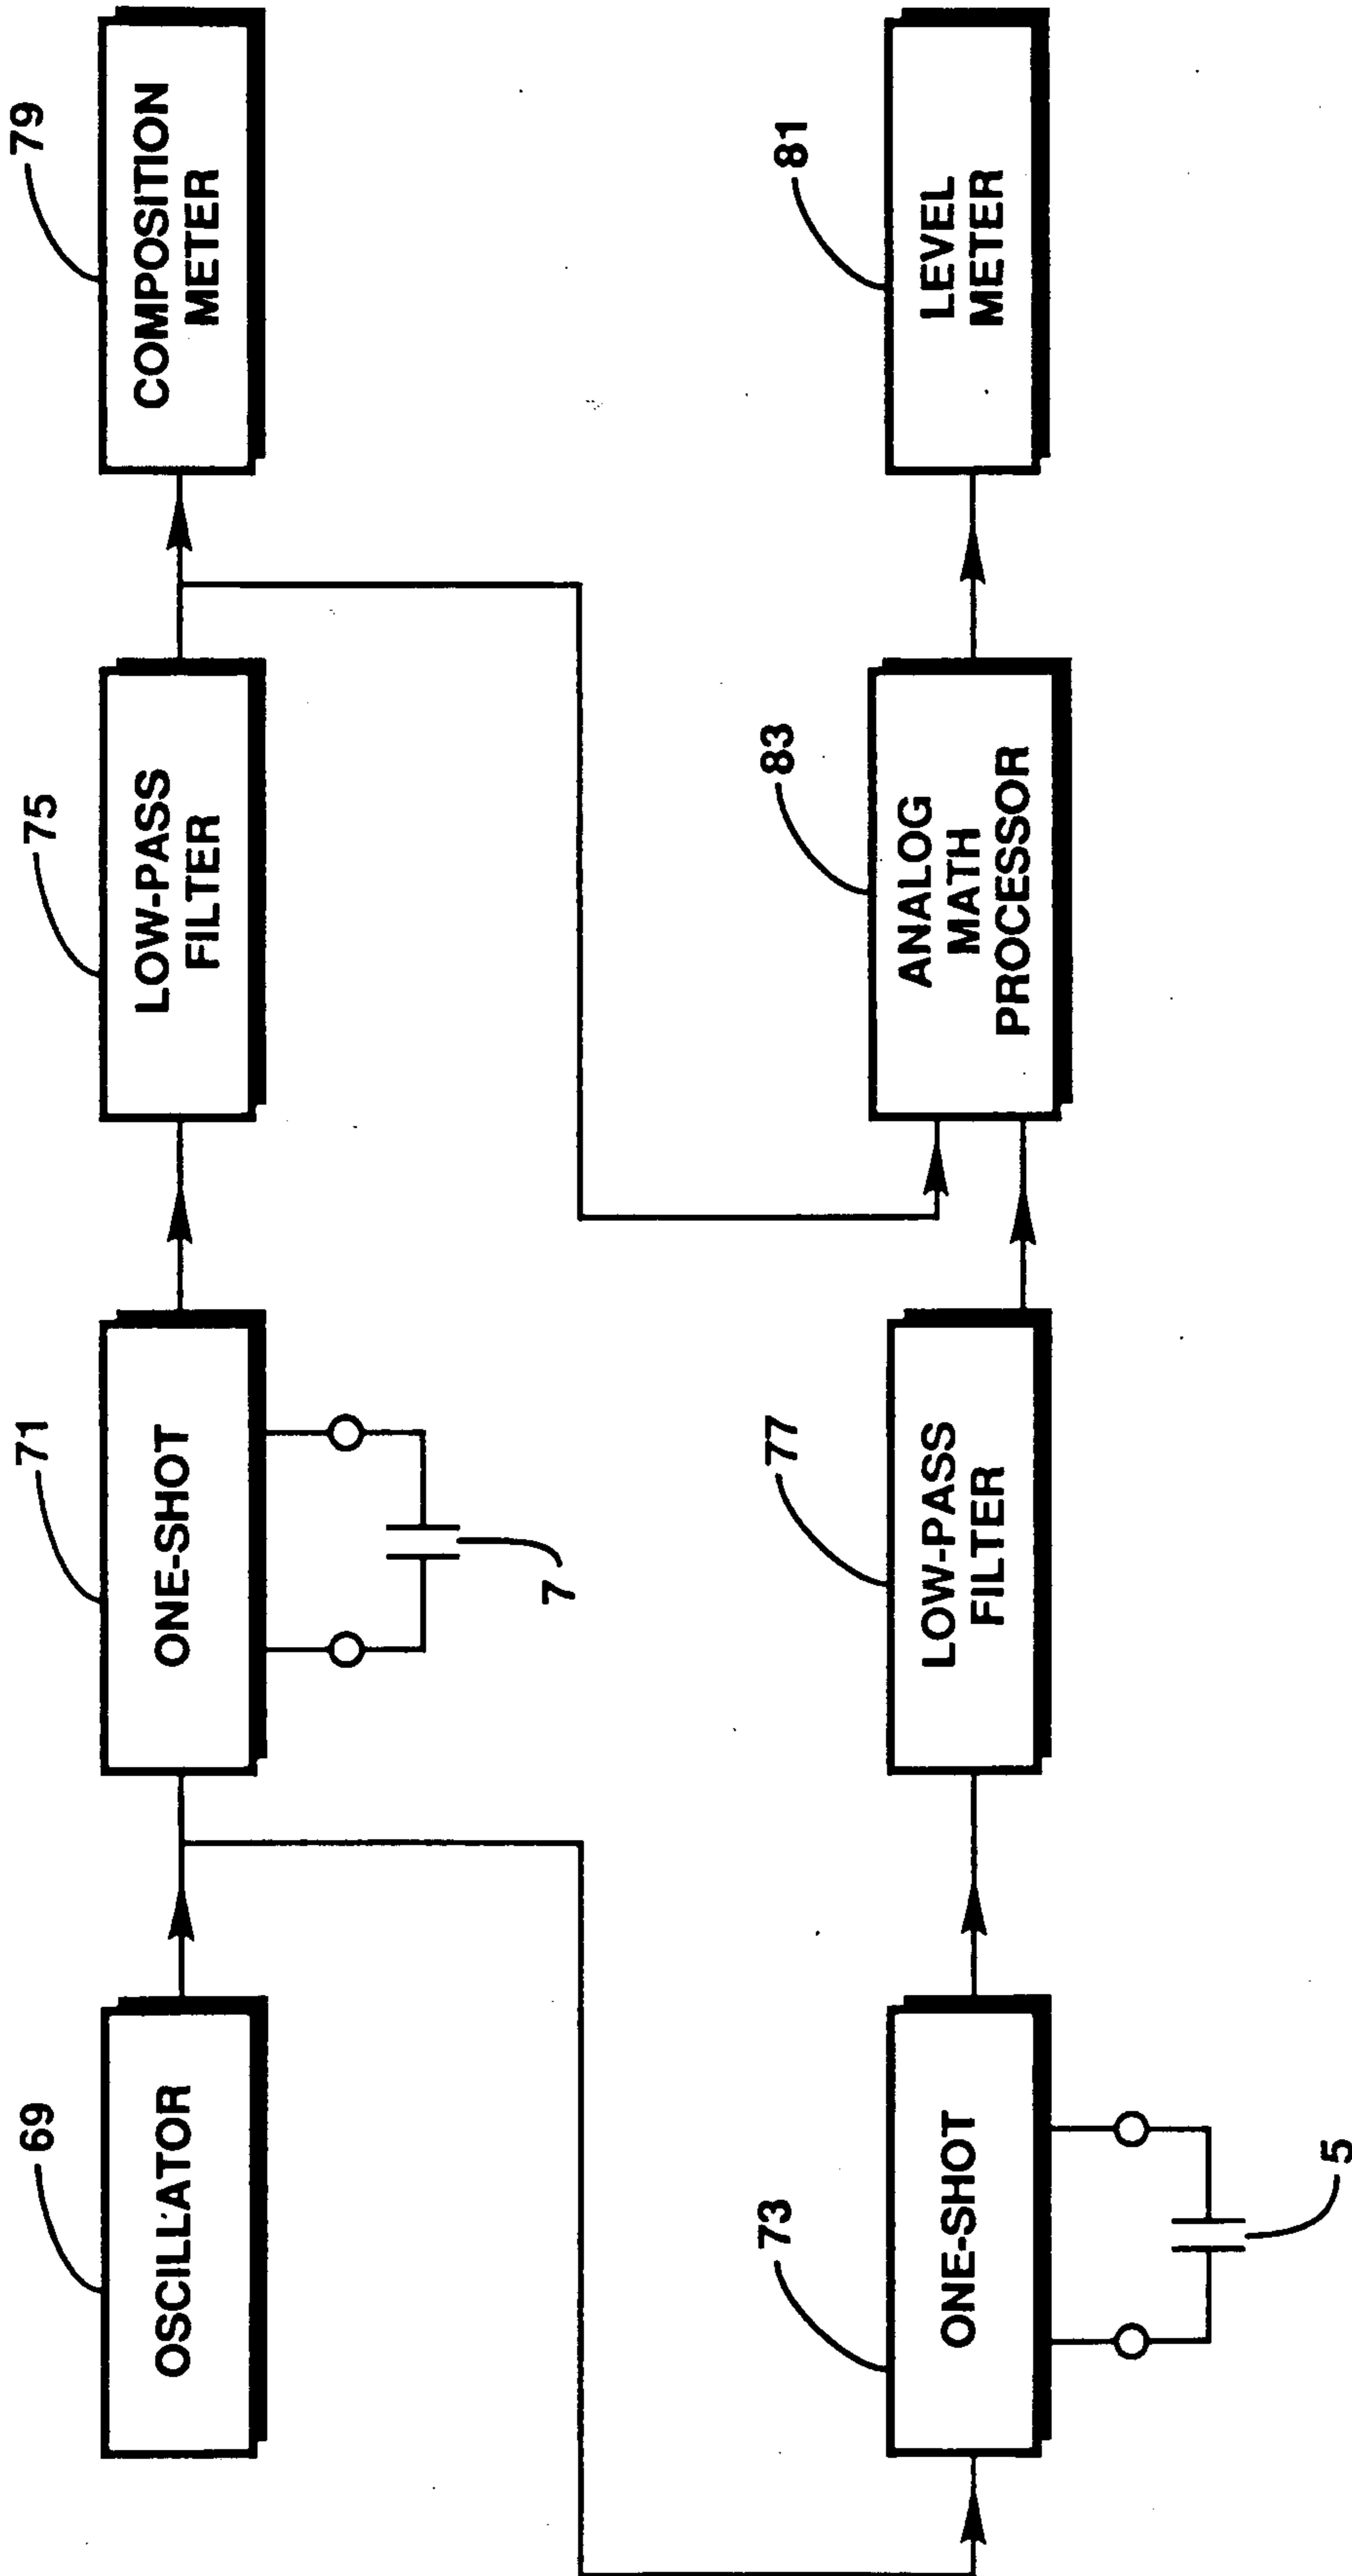 69
OSCILLATOR
71
ONE-SHOT
7
75
LOW-PASS
FILTER
79
COMPOSITION
METER
73
ONE-SHOT
5
77
LOW-PASS
FILTER
83
ANALOG
MATH
PROCESSOR
81
LEVEL
METER